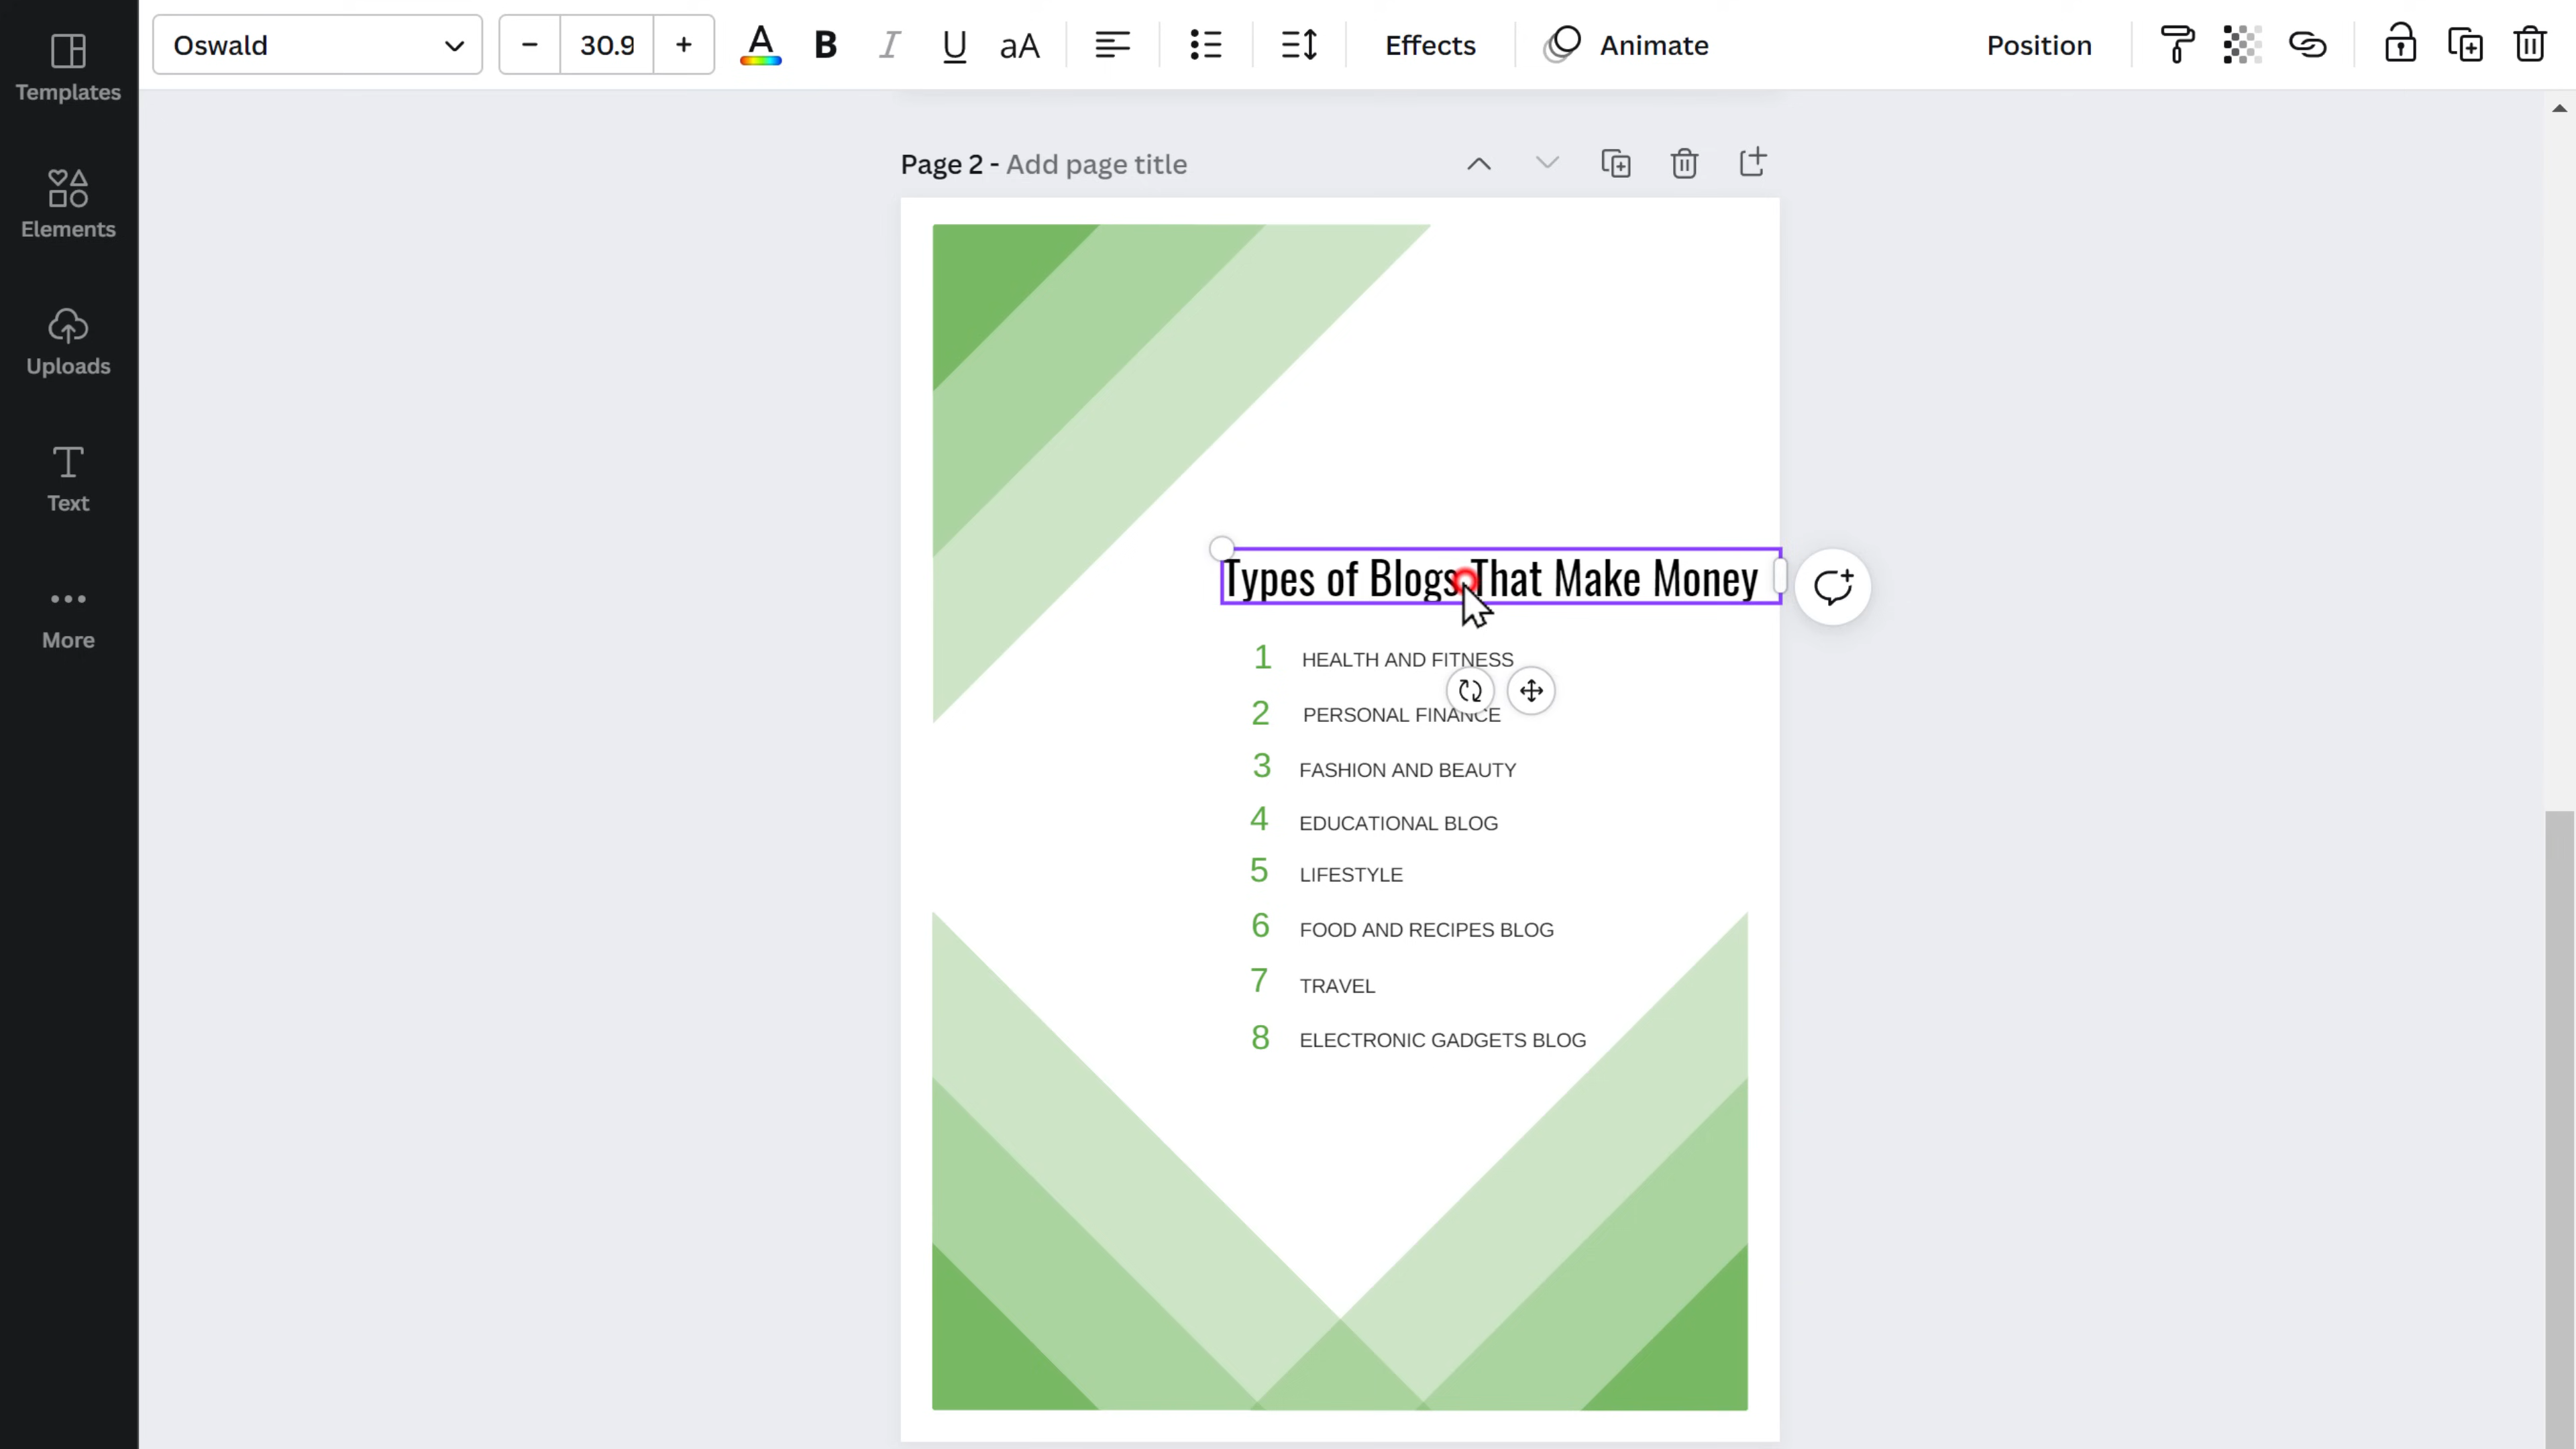 Oswald
30.9
A
B
I
U
aA
Effects
Animate
Position
Templates
Elements
Uploads
Text
More
Page 2 - Add page title
Types of Blogs That Make Money
1 HEALTH AND FITNESS
2 PERSONAL FINANCE
3 FASHION AND BEAUTY
4 EDUCATIONAL BLOG
5 LIFESTYLE
6 FOOD AND RECIPES BLOG
7 TRAVEL
8 ELECTRONIC GADGETS BLOG